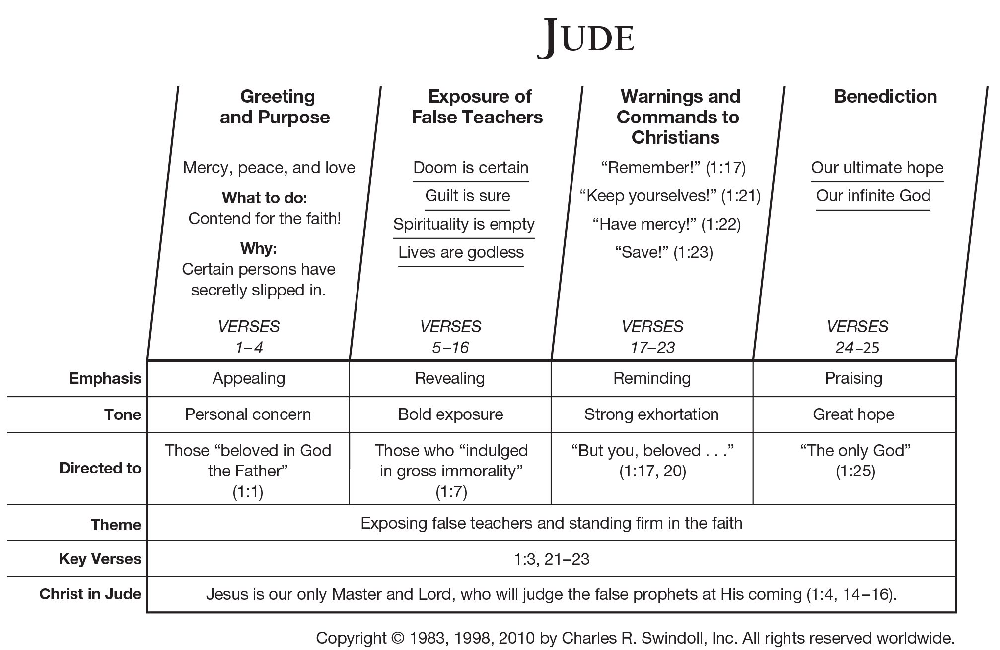 JUDE
Greeting
and Purpose
Mercy, peace, and love
What to do:
Contend for the faith!
Why:
Certain persons have
secretly slipped in.
VERSES
1–4
Exposure of
False Teachers
Doom is certain
Guilt is sure
Spirituality is empty
Lives are godless
VERSES
5–16
Warnings and
Commands to
Christians
“Remember!” (1:17)
“Keep yourselves!” (1:21)
“Have mercy!” (1:22)
“Save!” (1:23)
VERSES
17–23
Benediction
Our ultimate hope
Our infinite God
VERSES
24–25
Emphasis
Appealing
Revealing
Reminding
Praising
Tone
Personal concern
Bold exposure
Strong exhortation
Great hope
Directed to
Those “beloved in God
the Father”
(1:1)
Those who “indulged
in gross immorality”
(1:7)
“But you, beloved . . .”
(1:17, 20)
“The only God”
(1:25)
Theme
Exposing false teachers and standing firm in the faith
Key Verses
1:3, 21–23
Christ in Jude
Jesus is our only Master and Lord, who will judge the false prophets at His coming (1:4, 14–16).
Copyright © 1983, 1998, 2010 by Charles R. Swindoll, Inc. All rights reserved worldwide.